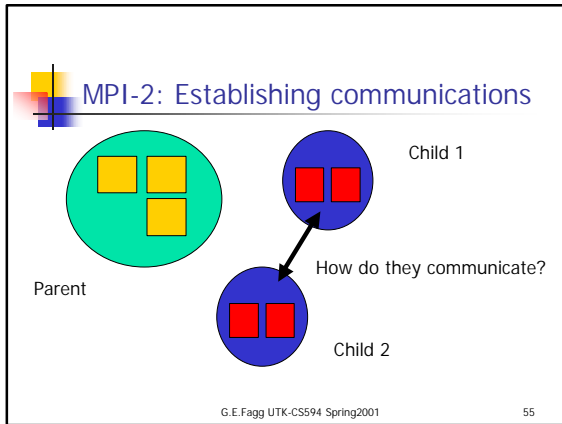 MPI-2: Establishing communications
Child 1
How do they communicate?
Parent
Child 2
G.E.Fagg UTK-CS594 Spring2001
55